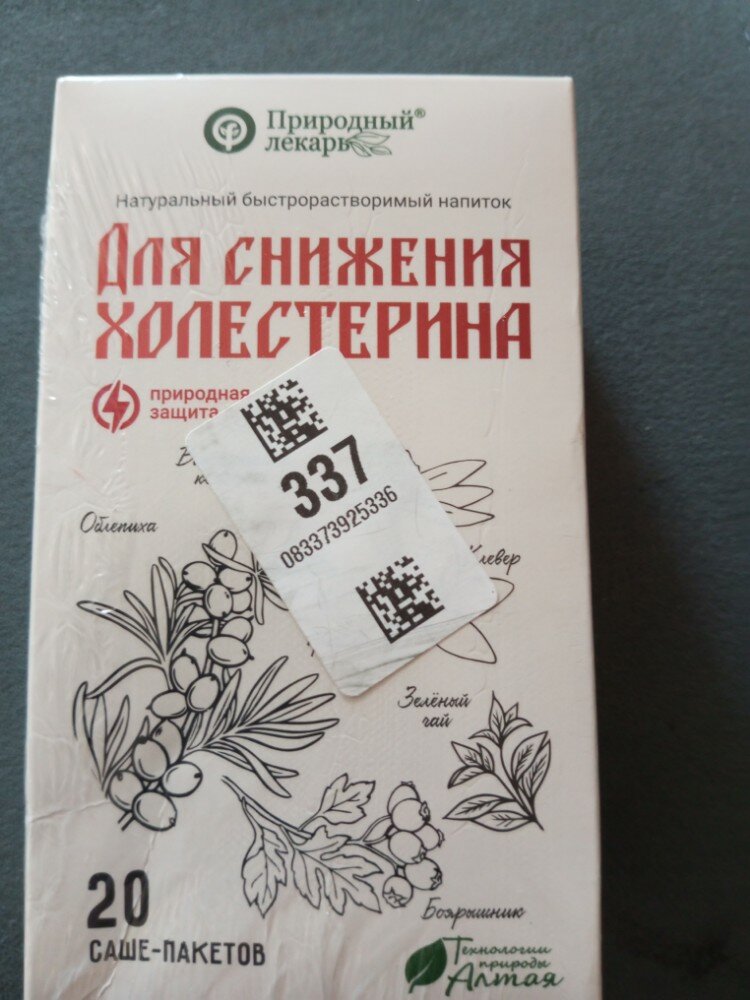 Природный®
лекарь
Натуральный быстрорастворимый напиток
Для снижения
холестерина
природная
защита
337
083373925336
Облепиха
Клевер
Зелёный
чай
Боярышник
20
САШЕ-ПАКЕТОВ
Технологии
природы
Алтая